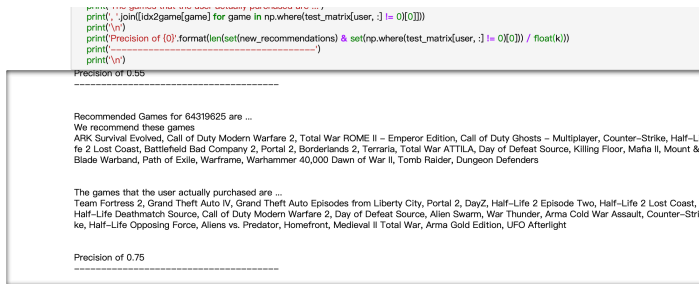 print('The games that the user actually purchased are ...')
print(', '.join([idx2game[game] for game in np.where(test_matrix[user, :] != 0)[0]]))
print('\n')
print('Precision of {0}'.format(len(set(new_recommendations) & set(np.where(test_matrix[user, :] != 0)[0])) / float(k)))
print('--------------------------------------')
print('\n')
Precision of 0.55
--------------------------------------
Recommended Games for 64319625 are ...
We recommend these games
ARK Survival Evolved, Call of Duty Modern Warfare 2, Total War ROME II - Emperor Edition, Call of Duty Ghosts - Multiplayer, Counter-Strike, Half-L
fe 2 Lost Coast, Battlefield Bad Company 2, Portal 2, Borderlands 2, Terraria, Total War ATTILA, Day of Defeat Source, Killing Floor, Mafia II, Mount &
Blade Warband, Path of Exile, Warframe, Warhammer 40,000 Dawn of War II, Tomb Raider, Dungeon Defenders
The games that the user actually purchased are ...
Team Fortress 2, Grand Theft Auto IV, Grand Theft Auto Episodes from Liberty City, Portal 2, DayZ, Half-Life 2 Episode Two, Half-Life 2 Lost Coast,
Half-Life Deathmatch Source, Call of Duty Modern Warfare 2, Day of Defeat Source, Alien Swarm, War Thunder, Arma Cold War Assault, Counter-Stri
ke, Half-Life Opposing Force, Aliens vs. Predator, Homefront, Medieval II Total War, Arma Gold Edition, UFO Afterlight
Precision of 0.75
--------------------------------------